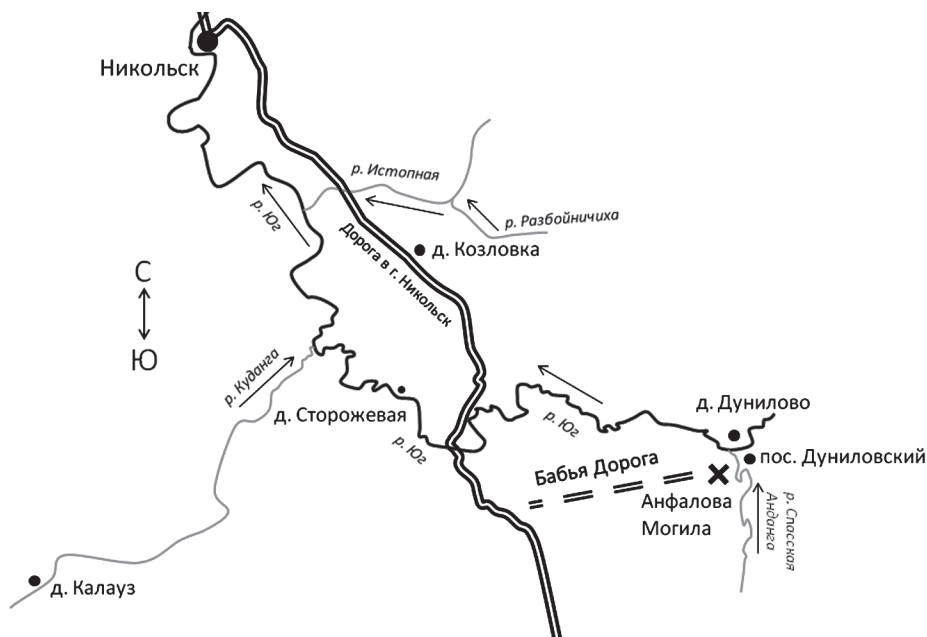 Никольск
р. Истопная
р. Юг
р. Разбойничиха
д. Козловка
Дорога в г. Никольск
С
Ю
р. Куданга
д. Сторожевая
р. Юг
р. Юг
д. Дунилово
пос. Дуниловский
Бабья Дорога
Анфалова
Могила
р. Спасская
Анданга
д. Калауз